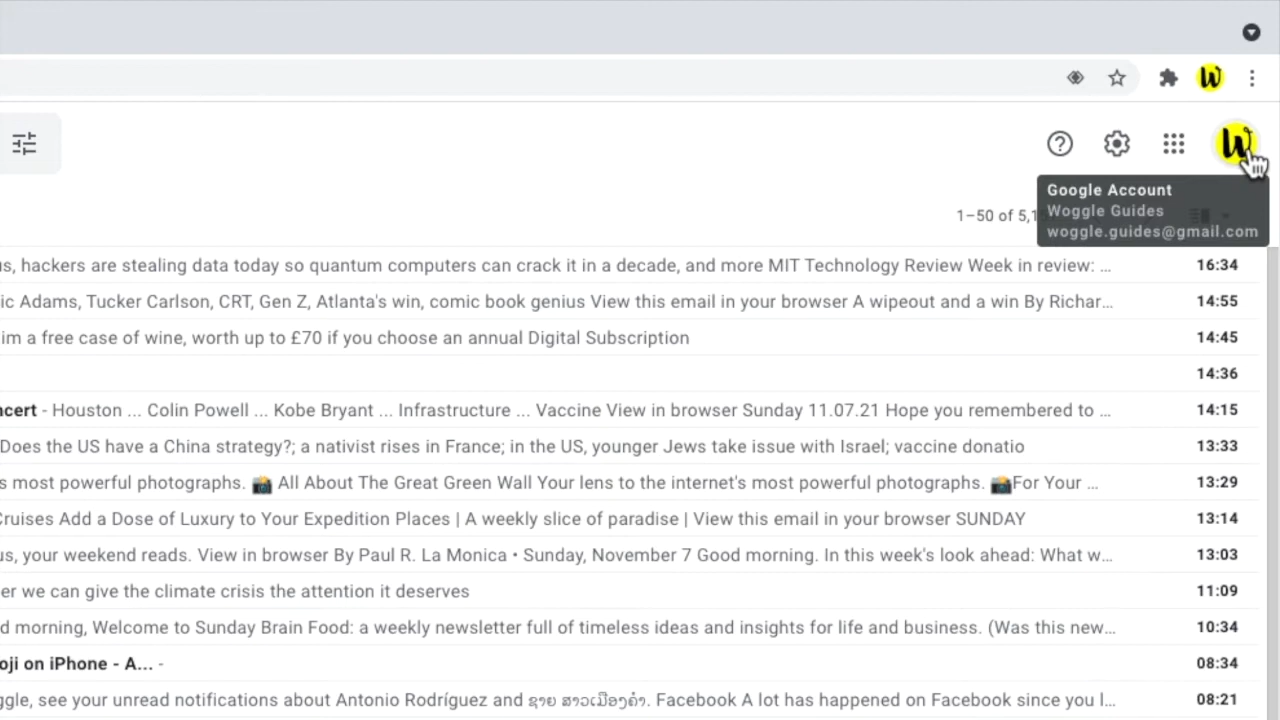 W
W
Google Account
1–50 of 5,1
Woggle Guides
woggle.guides@gmail.com
us, hackers are stealing data today so quantum computers can crack it in a decade, and more MIT Technology Review Week in review: ... 16:34
ic Adams, Tucker Carlson, CRT, Gen Z, Atlanta's win, comic book genius View this email in your browser A wipeout and a win By Richar... 14:55
im a free case of wine, worth up to £70 if you choose an annual Digital Subscription 14:45
14:36
ncert - Houston ... Colin Powell ... Kobe Bryant ... Infrastructure ... Vaccine View in browser Sunday 11.07.21 Hope you remembered to ... 14:15
Does the US have a China strategy?; a nativist rises in France; in the US, younger Jews take issue with Israel; vaccine donatio 13:33
s most powerful photographs. 📸 All About The Great Green Wall Your lens to the internet's most powerful photographs. 📸For Your ... 13:29
Cruises Add a Dose of Luxury to Your Expedition Places | A weekly slice of paradise | View this email in your browser SUNDAY 13:14
us, your weekend reads. View in browser By Paul R. La Monica • Sunday, November 7 Good morning. In this week's look ahead: What w... 13:03
er we can give the climate crisis the attention it deserves 11:09
d morning, Welcome to Sunday Brain Food: a weekly newsletter full of timeless ideas and insights for life and business. (Was this new... 10:34
oji on iPhone - A... - 08:34
ggle, see your unread notifications about Antonio Rodríguez and ຊາຍ ສາວເມືອງຄຳ. Facebook A lot has happened on Facebook since you l... 08:21